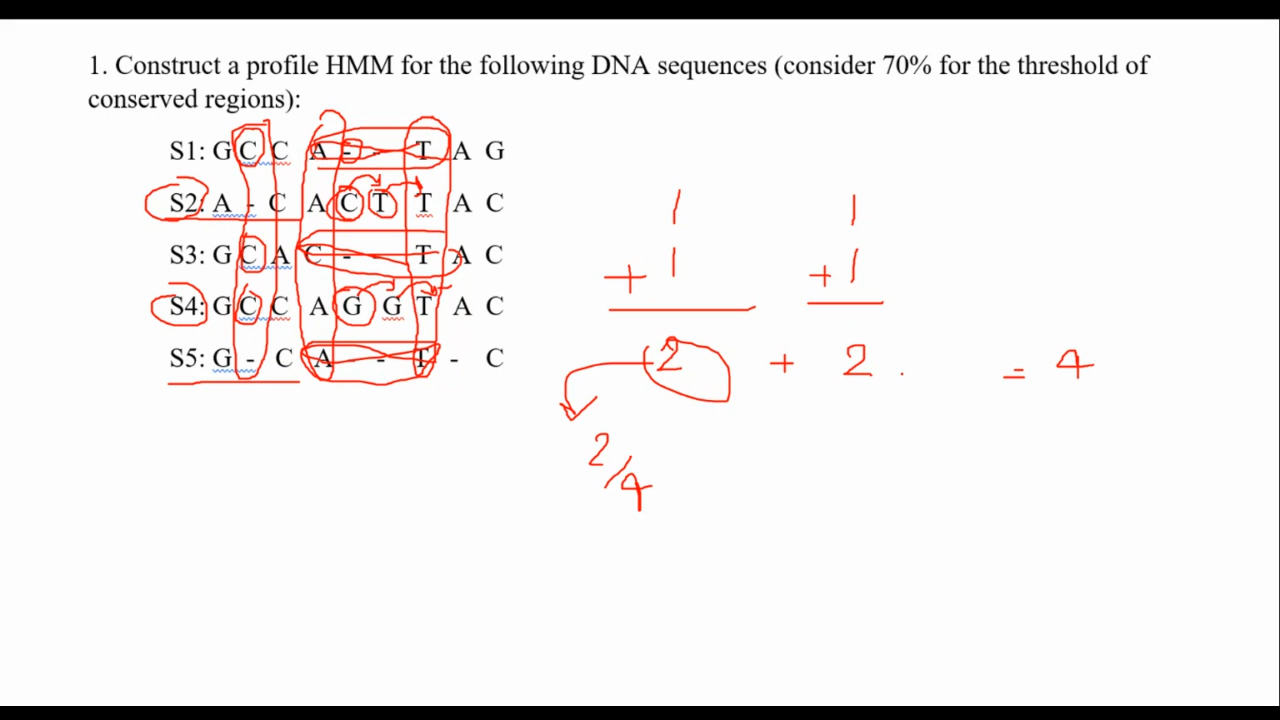 1. Construct a profile HMM for the following DNA sequences (consider 70% for the threshold of
conserved regions):
S1: G C C A - - T A G
S2: A - C A C T T A C
S3: G C A C - T A C
S4: G C C A G G T A C
S5: G - C A - - T - C
1 1
+ 1 + 1
2 + 2 . = 4
2/4